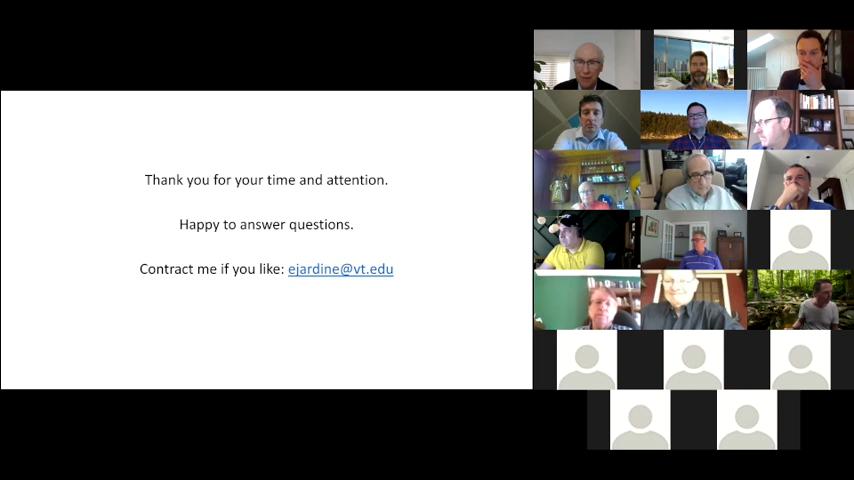 Thank you for your time and attention.
Happy to answer questions.
Contract me if you like: ejardine@vt.edu